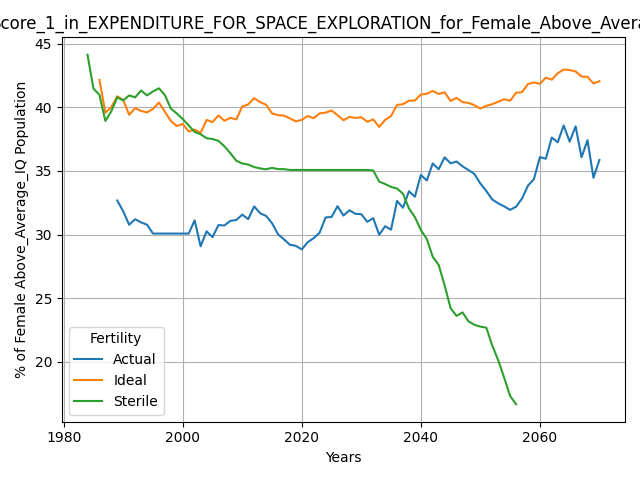 core_1_in_EXPENDITURE_FOR_SPACE_EXPLORATION_for_Female_Above_Avera
45
40
35
30
25
20
% of Female Above_Average_IQ Population
Fertility
Actual
Ideal
Sterile
1980 2000 2020 2040 2060
Years